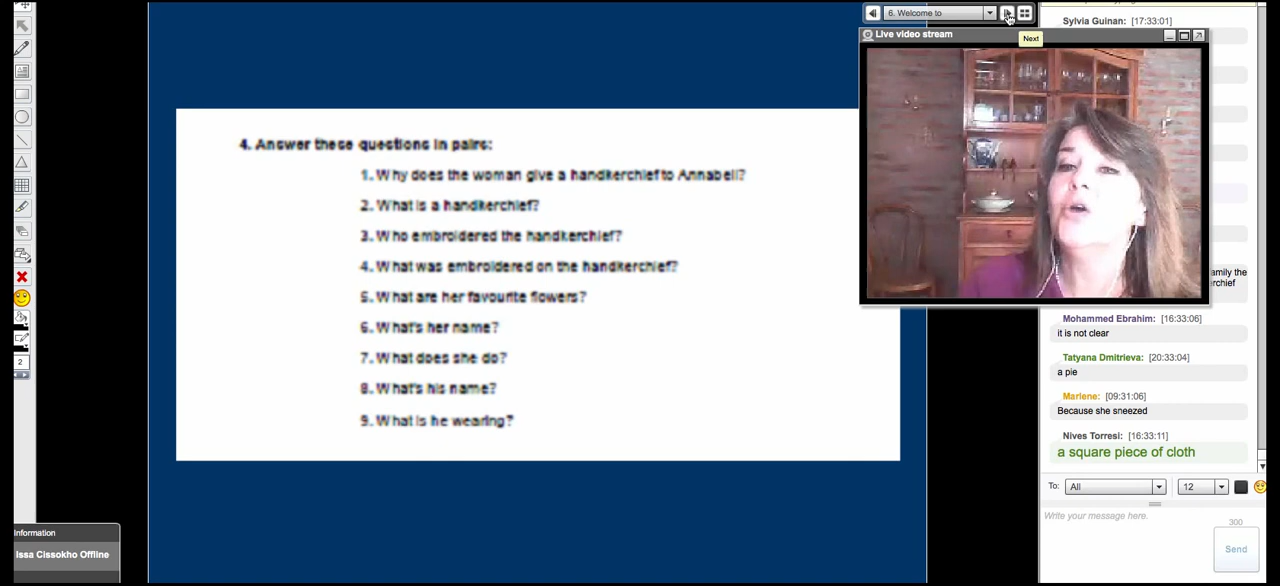 6. Welcome to
Live video stream
Next
4. Answer these questions in pairs:
1. Why does the woman give a handkerchief to Annabell?
2. What is a handkerchief?
3. Who embroidered the handkerchief?
4. What was embroidered on the handkerchief?
5. What are her favourite flowers?
6. What's her name?
7. What does she do?
8. What's his name?
9. What is he wearing?
Sylvia Guinan: [17:33:01]
amily the
rchief
Mohammed Ebrahim: [16:33:06]
it is not clear
Tatyana Dmitrieva: [20:33:04]
a pie
Marlene: [09:31:06]
Because she sneezed
Nives Torresi: [16:33:11]
a square piece of cloth
To: All 12
Write your message here.
300
Send
2
Information
Issa Cissokho Offline